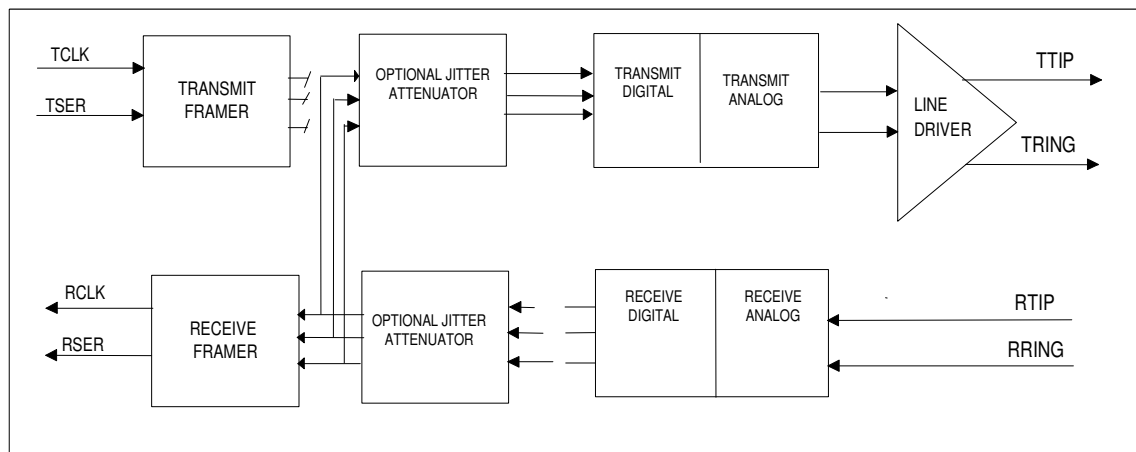 TCLK
TSER
TRANSMIT
FRAMER
OPTIONAL JITTER
ATTENUATOR
TRANSMIT
DIGITAL
TRANSMIT
ANALOG
LINE
DRIVER
TTIP
TRING
RCLK
RSER
RECEIVE
FRAMER
OPTIONAL JITTER
ATTENUATOR
RECEIVE
DIGITAL
RECEIVE
ANALOG
RTIP
RRING